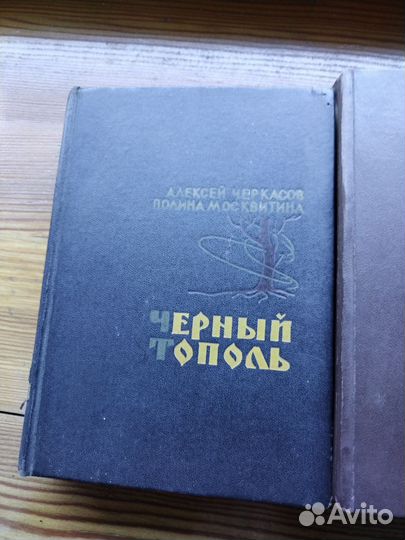 АЛЕКСЕЙ ЧЕРКАСОВ
ПОЛИНА МОСКВИТИНА
ЧЕРНЫЙ
ТОПОЛЬ
Avito